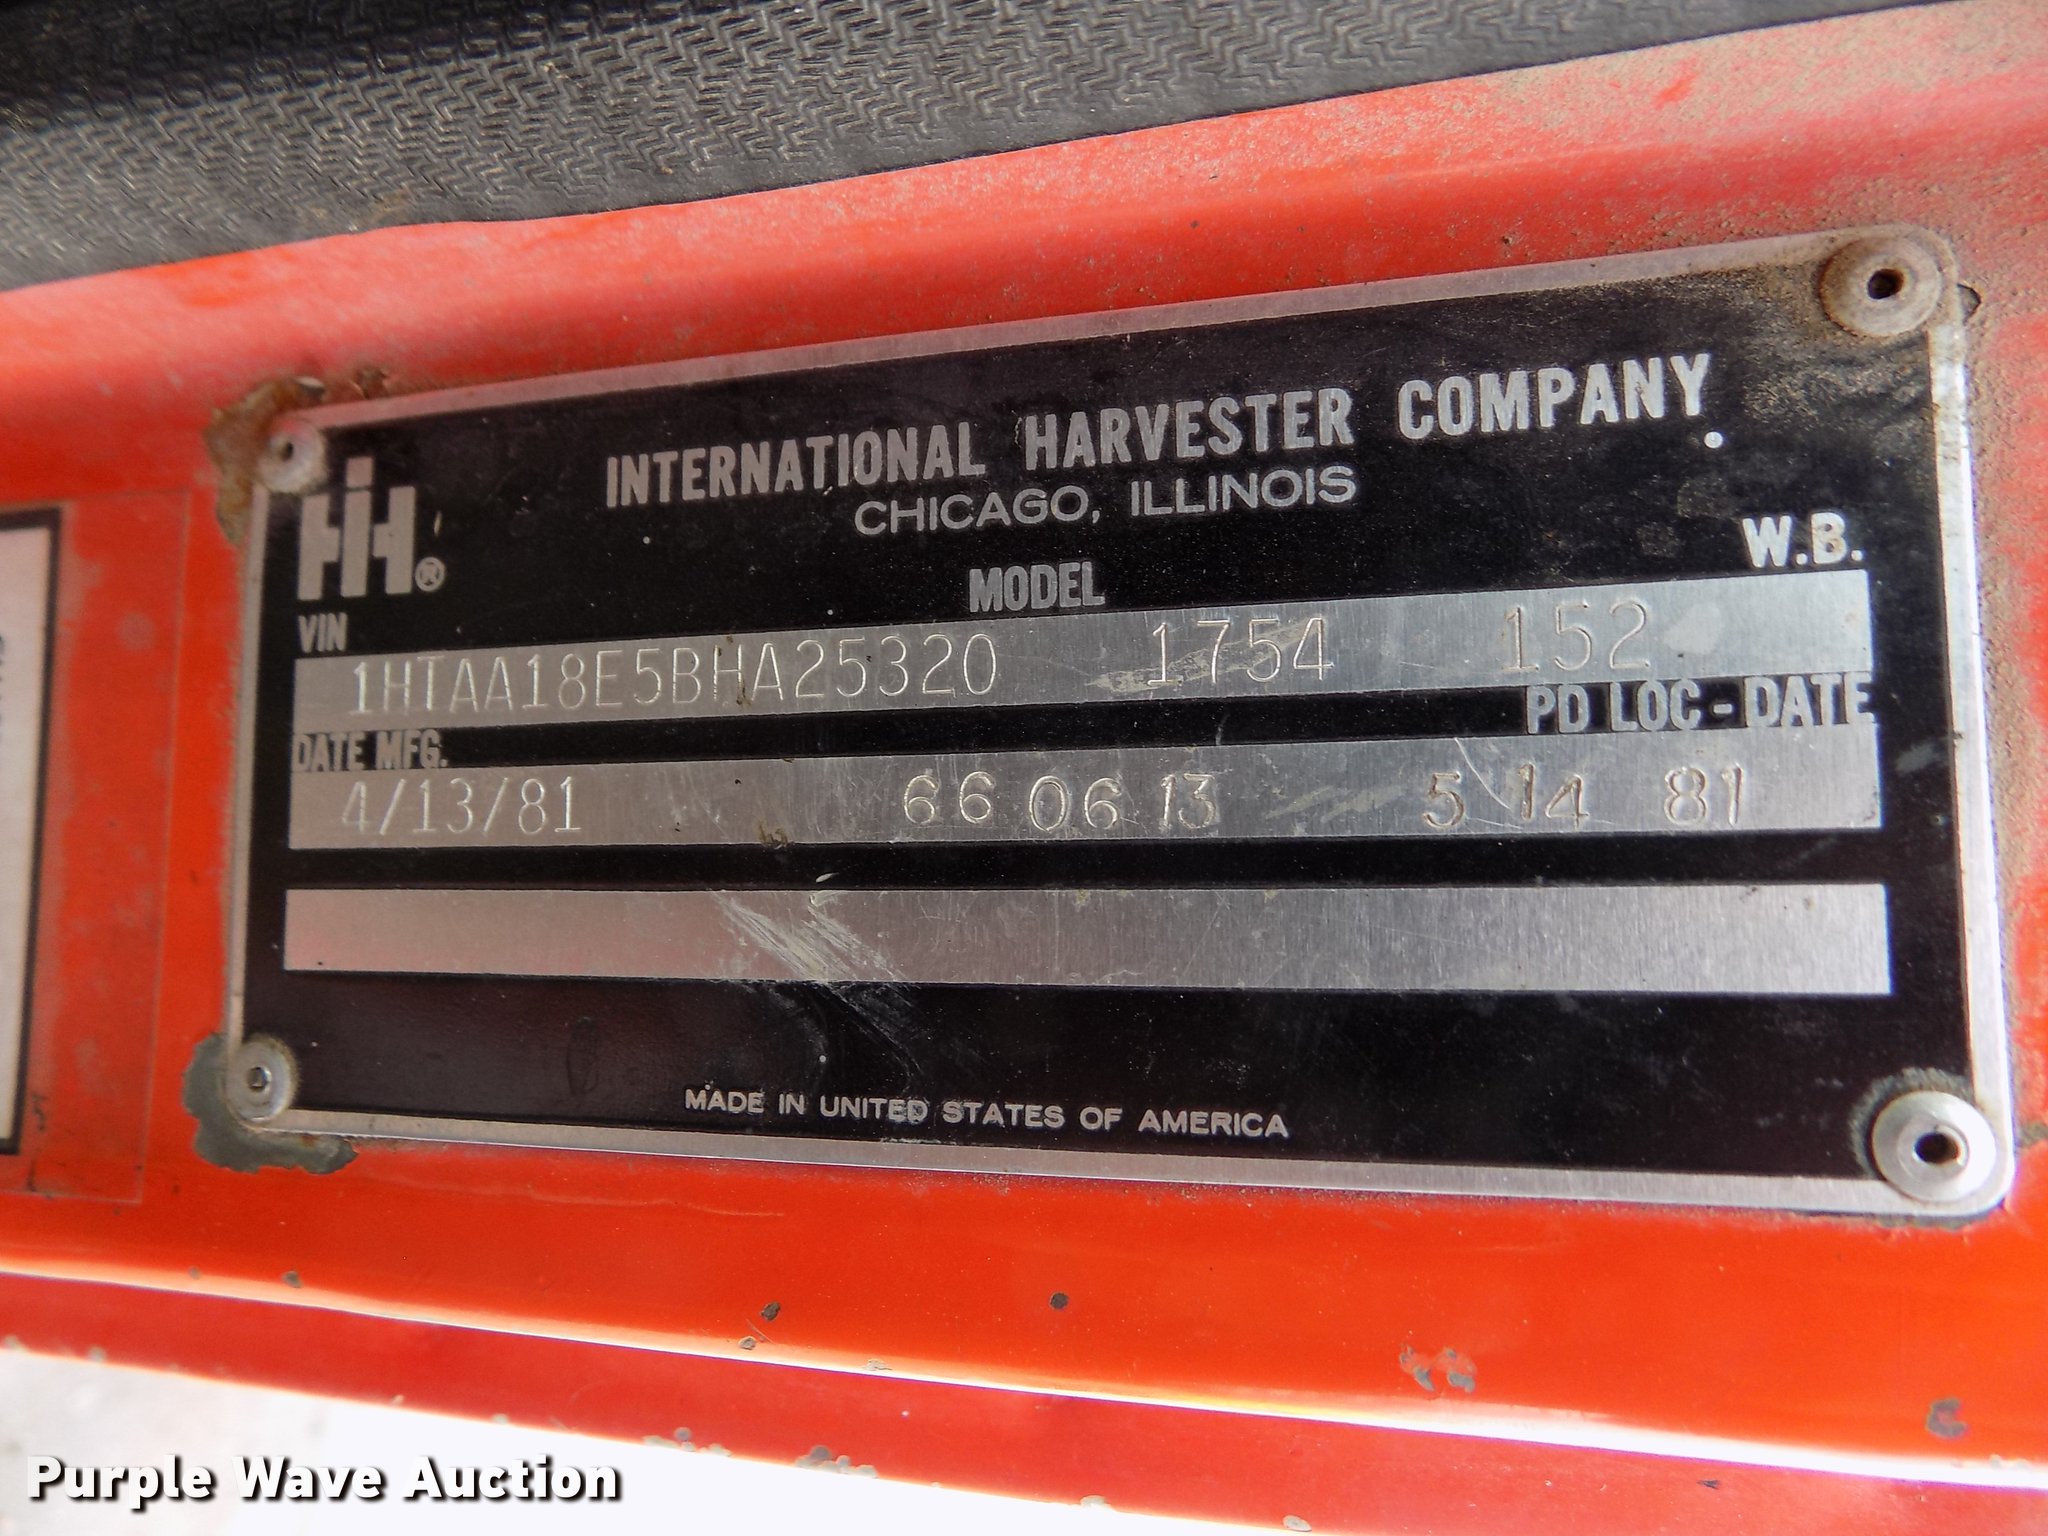 INTERNATIONAL HARVESTER COMPANY
CHICAGO, ILLINOIS
IH®
VIN MODEL W.B.
1HTAA18E5BHA25320 1754 152
DATE MFG. PD LOC-DATE
4/13/81 66 06 13 5 14 81
MADE IN UNITED STATES OF AMERICA
Purple Wave Auction